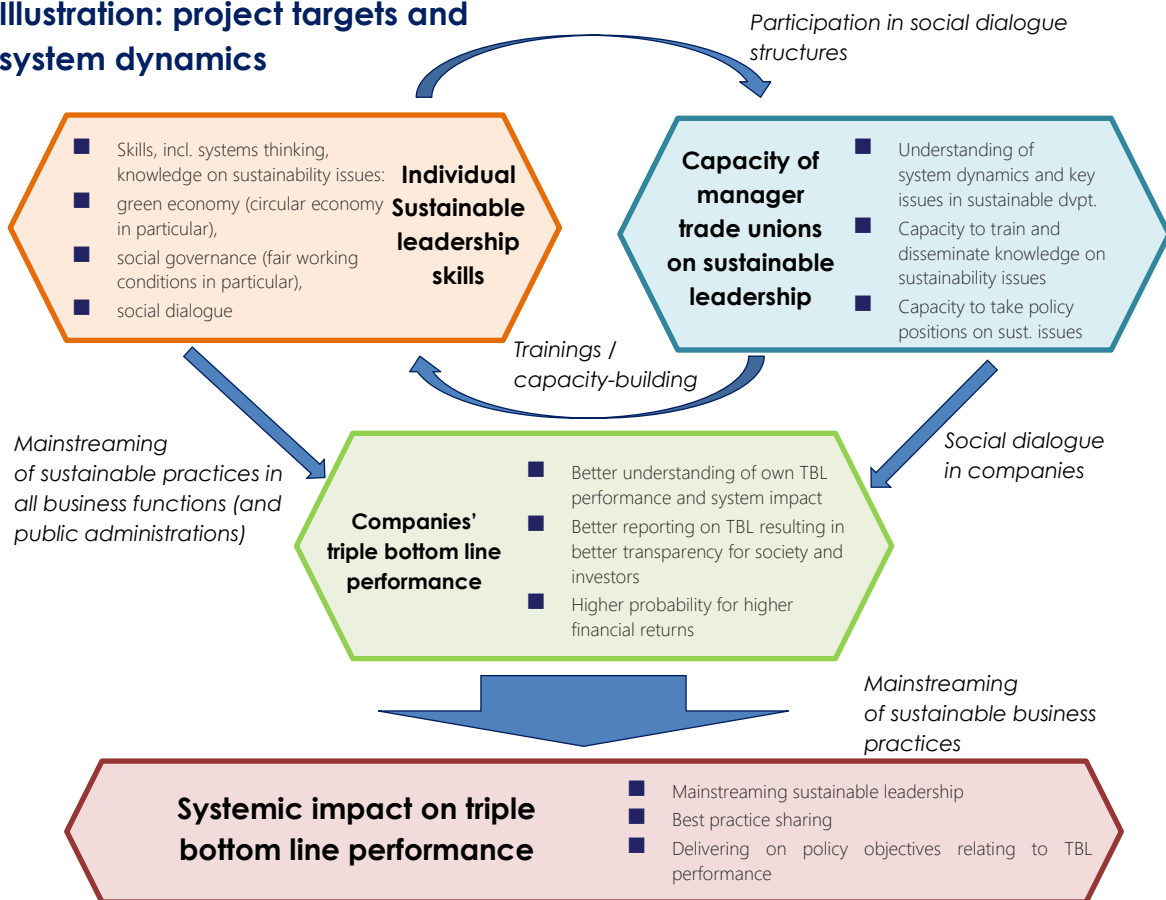 Illustration: project targets and
system dynamics
Participation in social dialogue
structures
Skills, incl. systems thinking,
knowledge on sustainability issues:
green economy (circular economy
in particular),
social governance (fair working
conditions in particular),
social dialogue
Individual
Sustainable
leadership
skills
Capacity of
manager
trade unions
on sustainable
leadership
Understanding of
system dynamics and key
issues in sustainable dvpt.
Capacity to train and
disseminate knowledge on
sustainability issues
Capacity to take policy
positions on sust. issues
Trainings /
capacity-building
Mainstreaming
of sustainable practices in
all business functions (and
public administrations)
Social dialogue
in companies
Companies’
triple bottom line
performance
Better understanding of own TBL
performance and system impact
Better reporting on TBL resulting in
better transparency for society and
investors
Higher probability for higher
financial returns
Mainstreaming
of sustainable business
practices
Systemic impact on triple
bottom line performance
Mainstreaming sustainable leadership
Best practice sharing
Delivering on policy objectives relating to TBL
performance